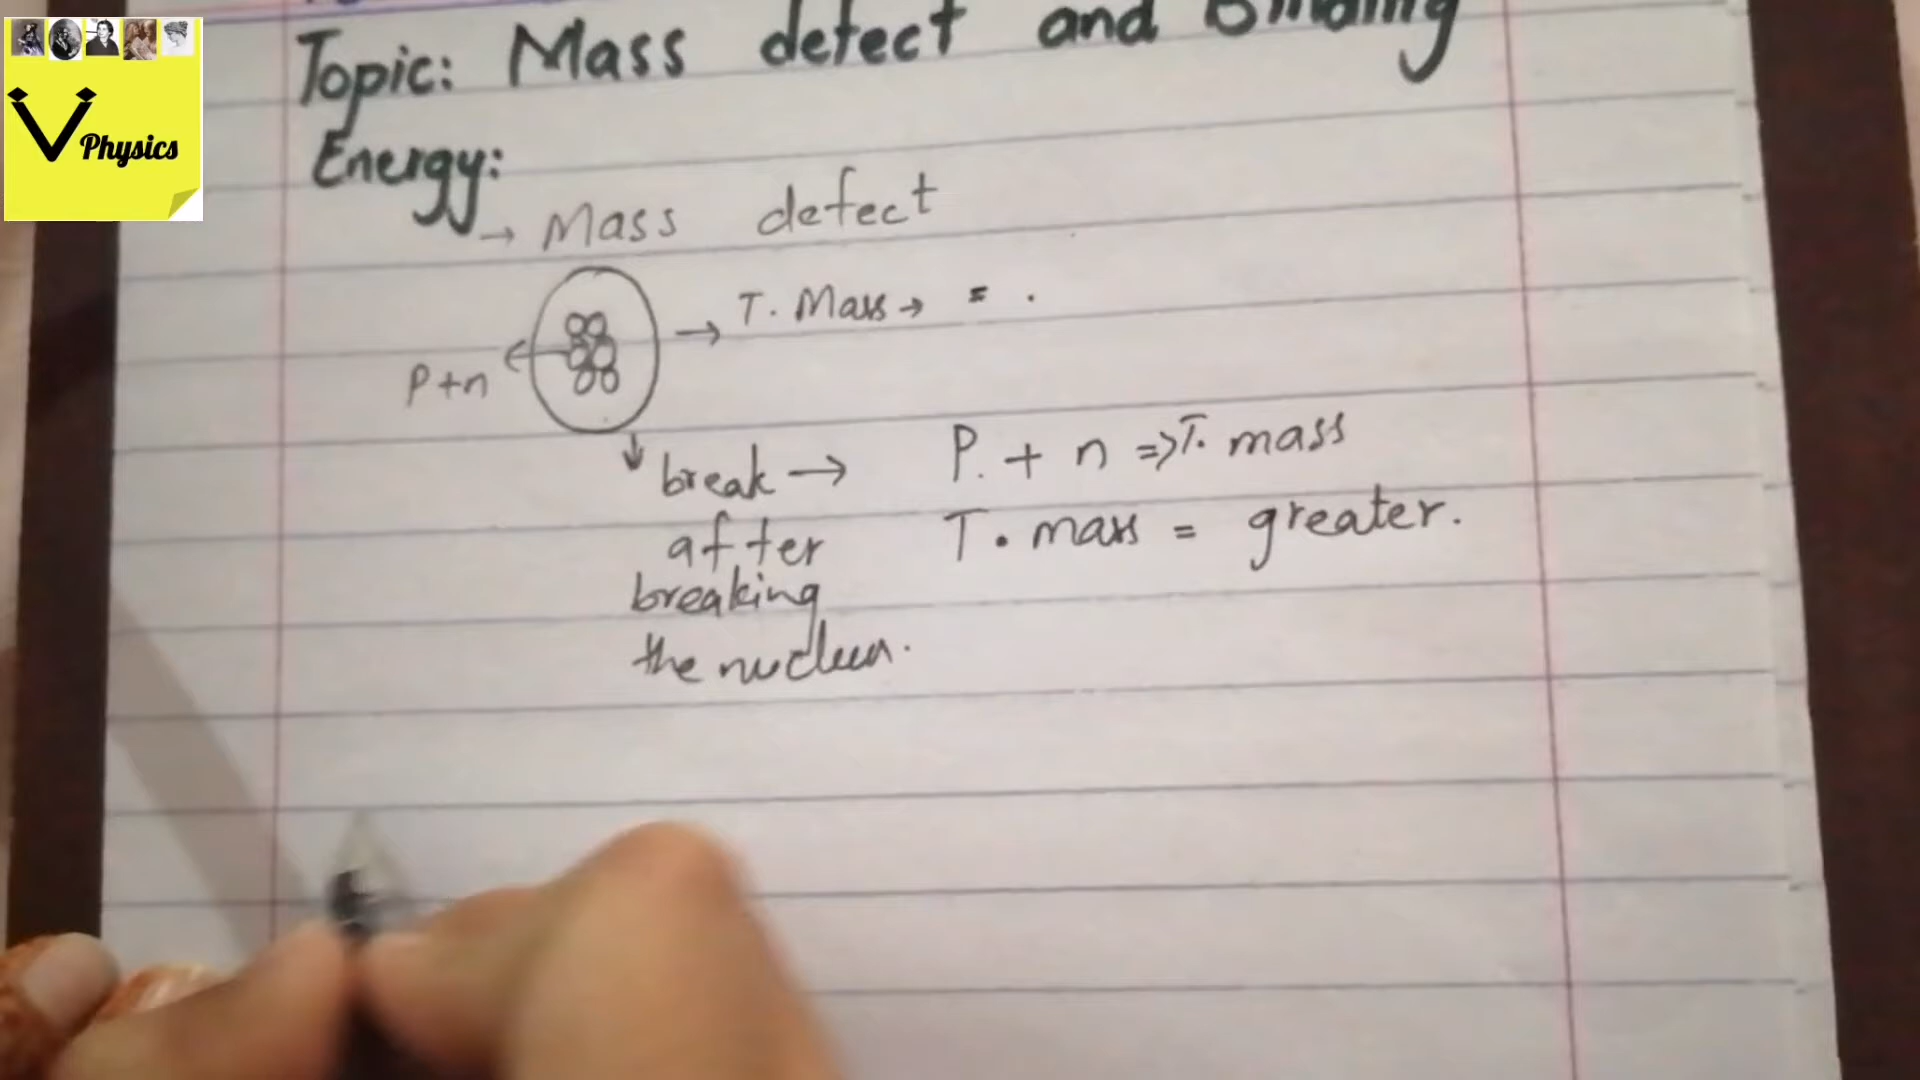 V Physics
Topic: Mass defect and Binding
Energy:
→ Mass defect
→ T. Mass → = .
P+n
break → P. + n => T. mass
after T. mass = greater.
breaking
the nucleus.